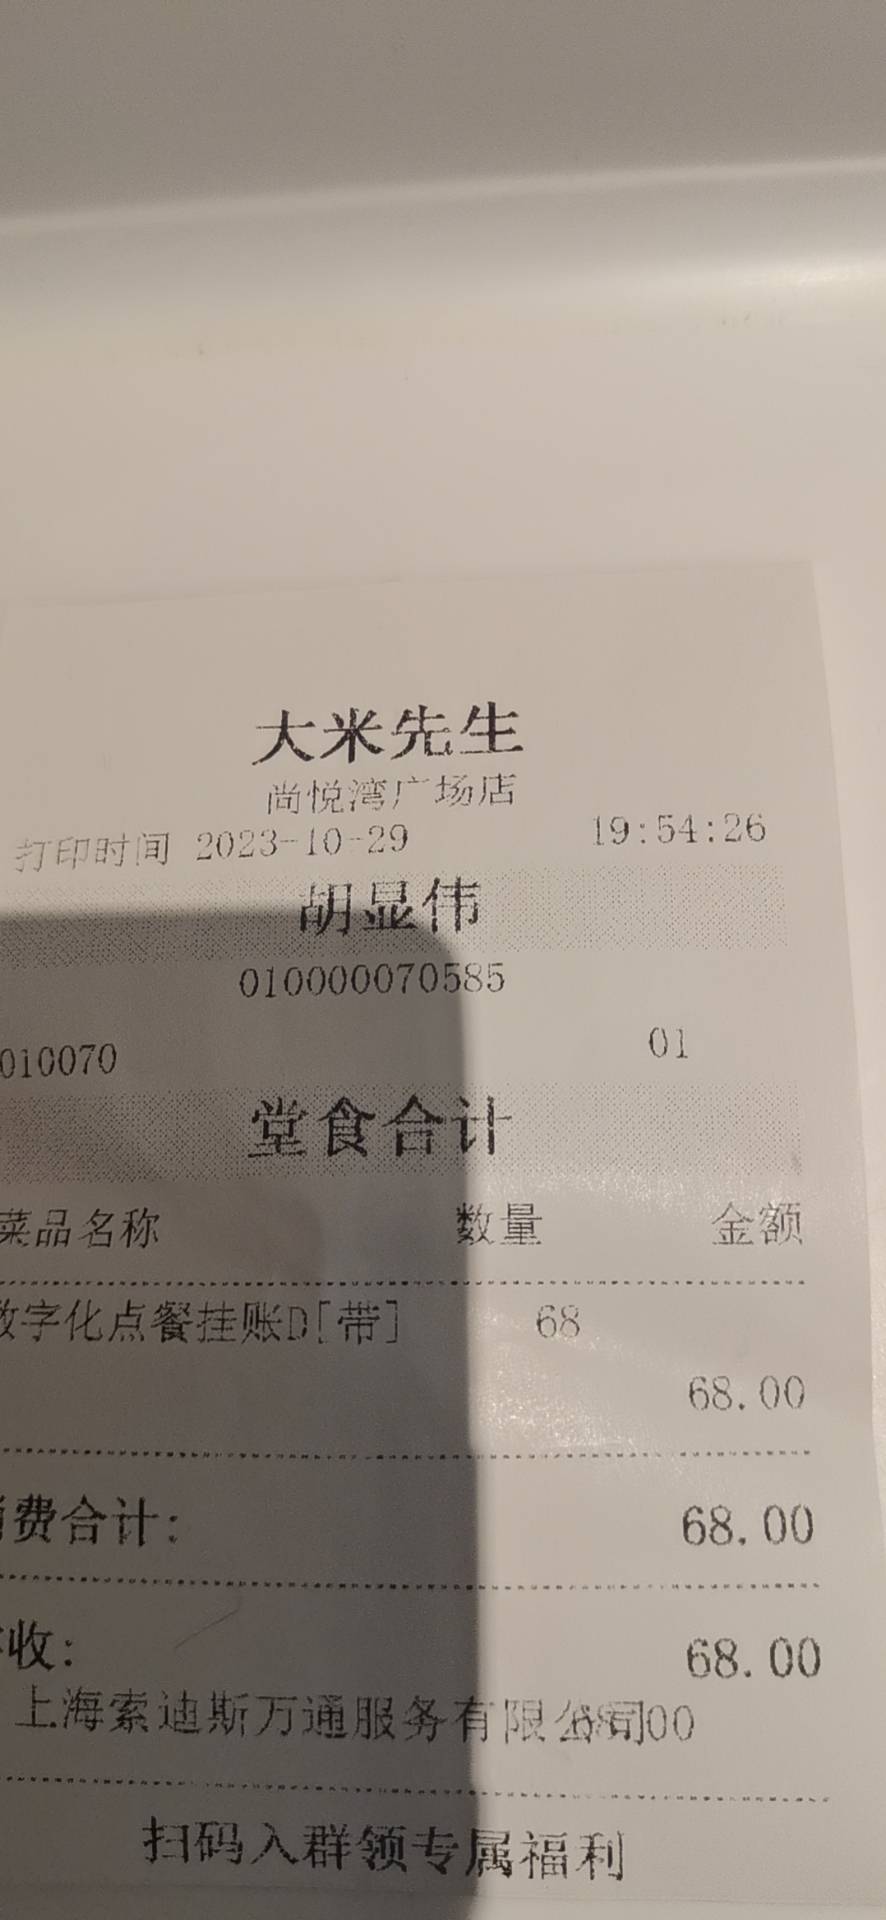 大米先生
尚悦湾广场店
打印时间 2023-10-29 19:54:26
胡显伟
010000070585
010070 01
堂食合计
菜品名称 数量 金额
数字化点餐挂账D[带] 68
68.00
消费合计: 68.00
收: 68.00
上海索迪斯万通服务有限公司68.00
扫码入群领专属福利